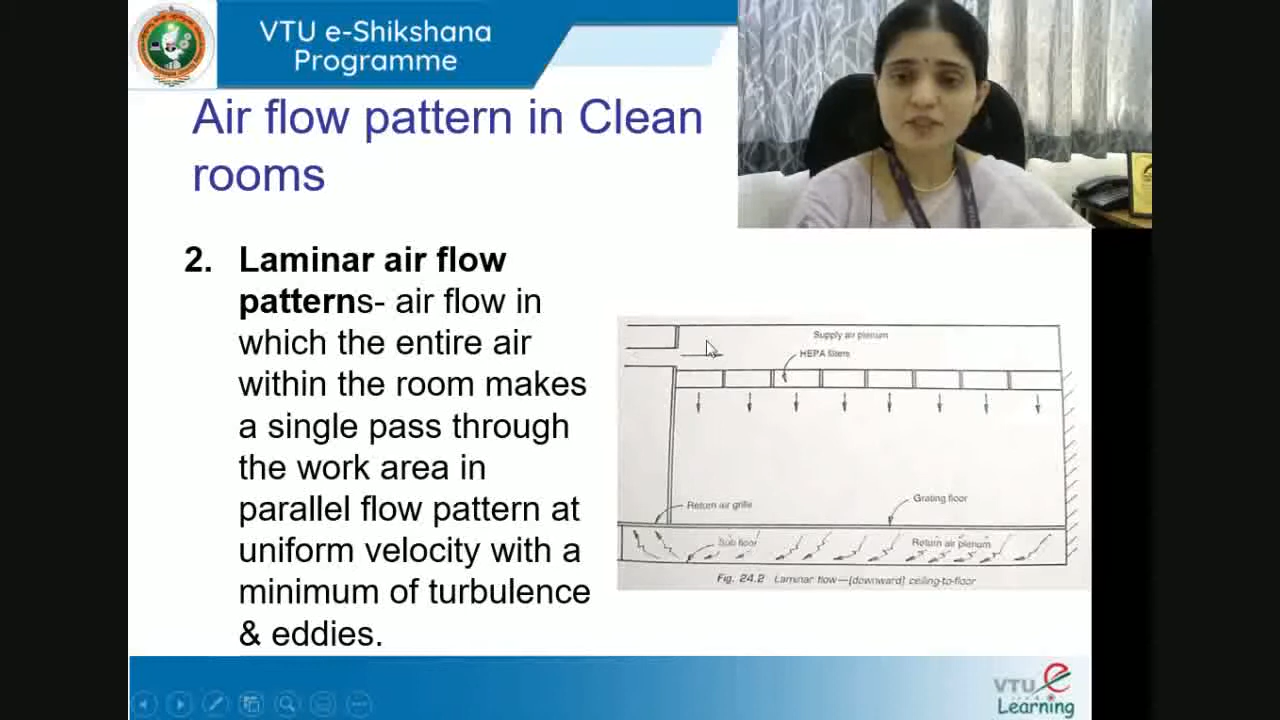 VTU e-Shikshana
Programme
Air flow pattern in Clean
rooms
2. Laminar air flow
patterns- air flow in
which the entire air
within the room makes
a single pass through
the work area in
parallel flow pattern at
uniform velocity with a
minimum of turbulence
& eddies.
Supply air plenum
HEPA filters
Return air grille
Grating floor
Sub floor
Return air plenum
Fig. 24.2 Laminar flow—[downward] ceiling-to-floor
VTU e
Learning